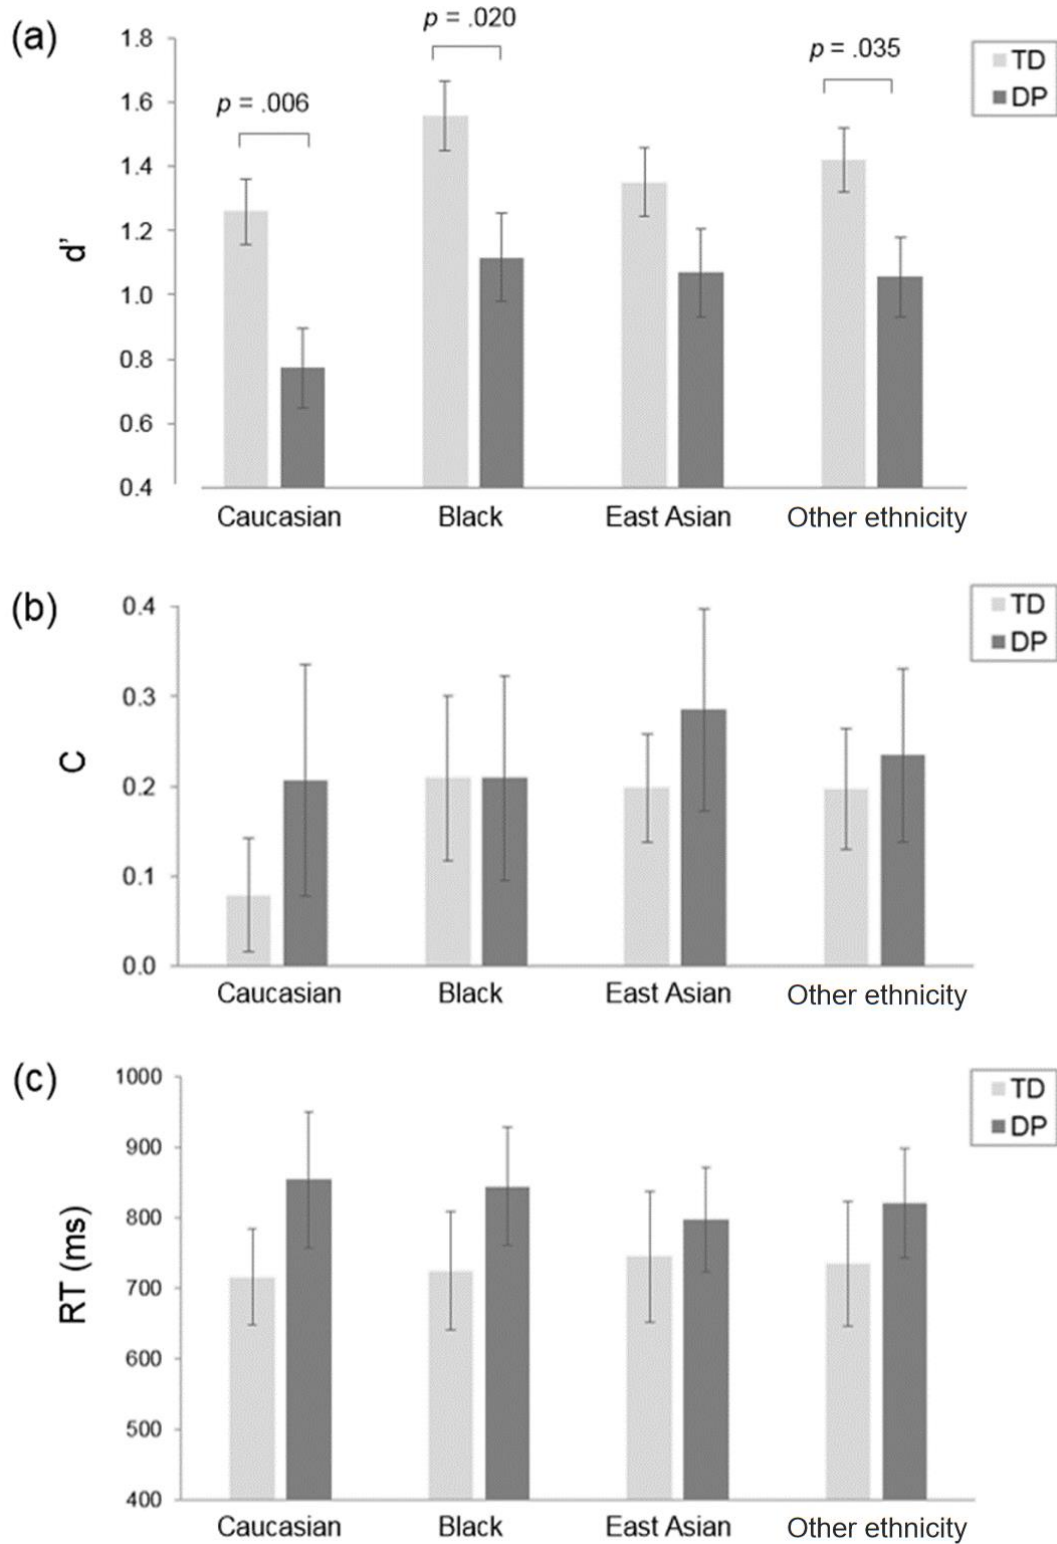 (a)
p = .020
1.8
p = .035
TD
DP
1.6
p = .006
1.4
d’
1.2
1.0
0.8
0.6
0.4
Caucasian Black East Asian Other ethnicity
(b)
0.4
TD
DP
0.3
C
0.2
0.1
0.0
Caucasian Black East Asian Other ethnicity
(c)
1000
TD
DP
900
800
RT (ms)
700
600
500
400
Caucasian Black East Asian Other ethnicity